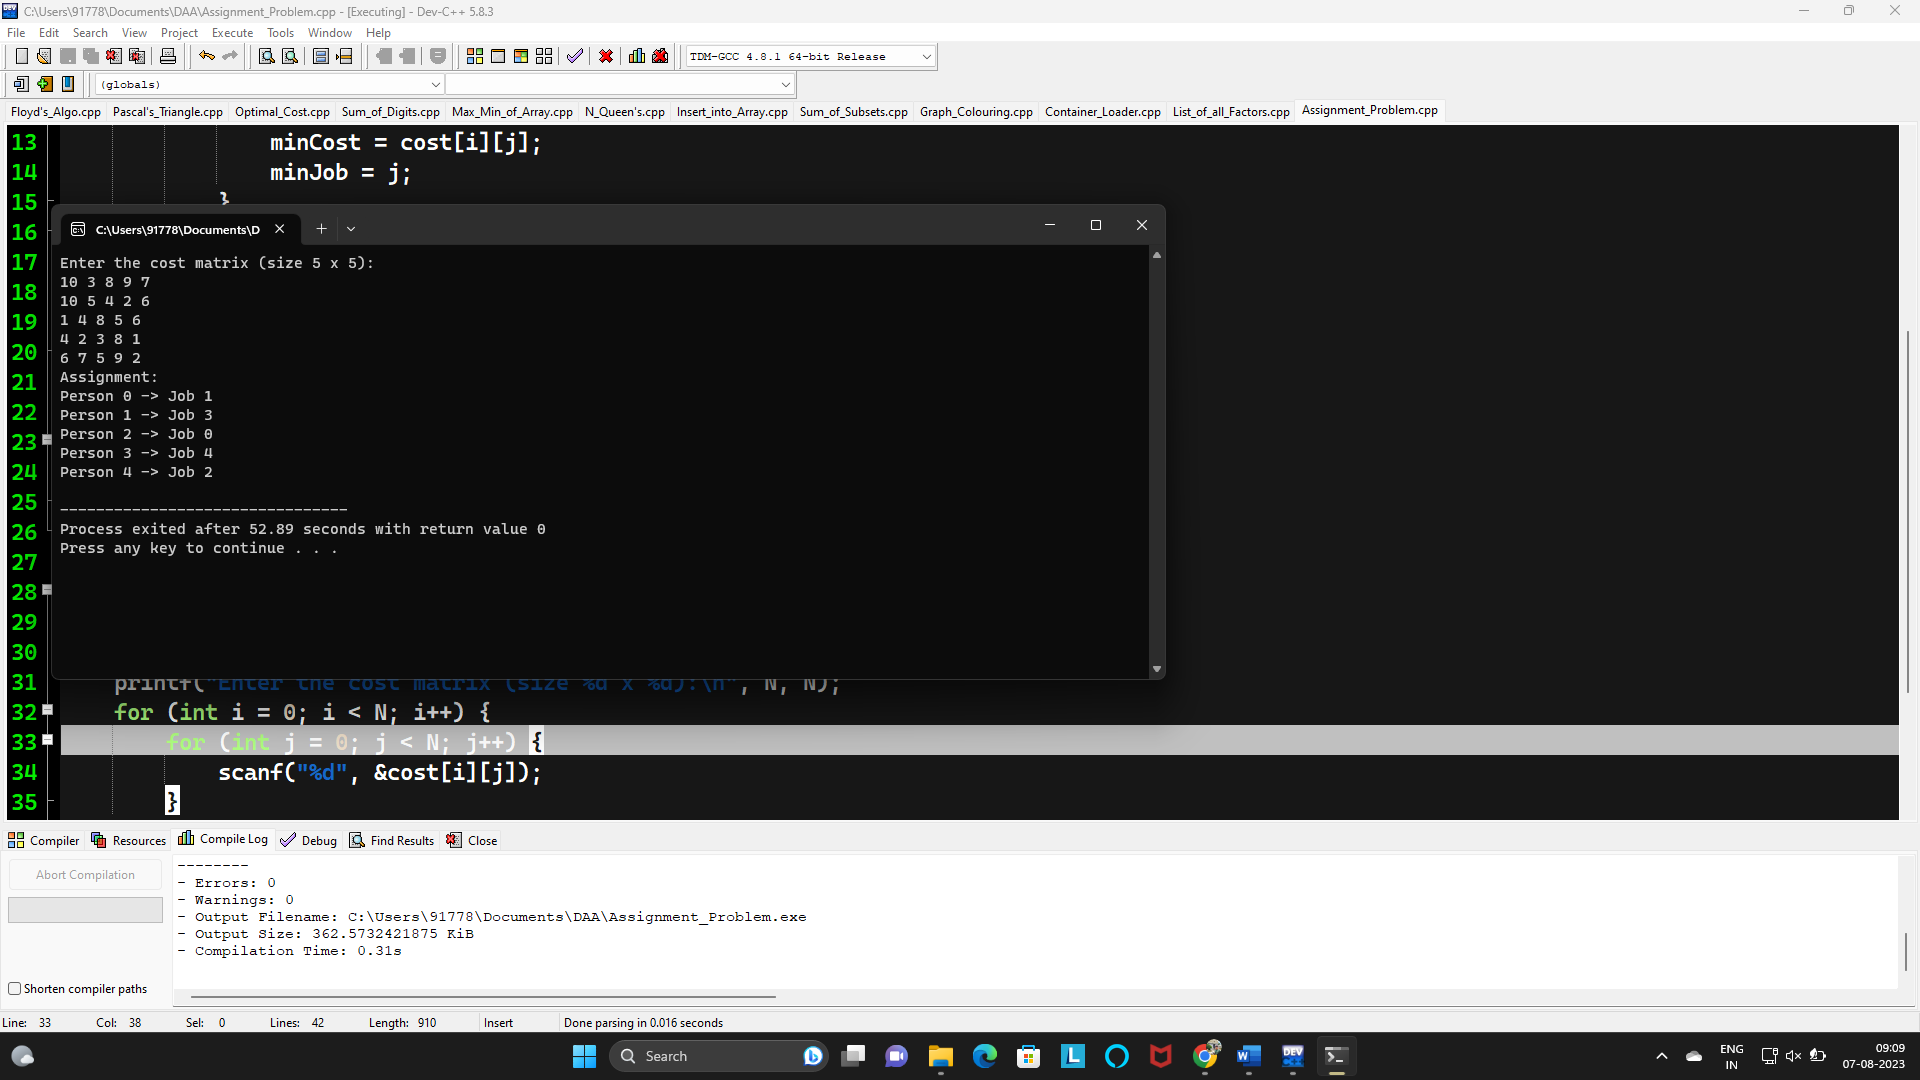 C:\Users\91778\Documents\DAA\Assignment_Problem.cpp - [Executing] - Dev-C++ 5.8.3
File Edit Search View Project Execute Tools Window Help
TDM-GCC 4.8.1 64-bit Release
(globals)
Floyd's_Algo.cpp Pascal's_Triangle.cpp Optimal_Cost.cpp Sum_of_Digits.cpp Max_Min_of_Array.cpp N_Queen's.cpp Insert_into_Array.cpp Sum_of_Subsets.cpp Graph_Colouring.cpp Container_Loader.cpp List_of_all_Factors.cpp Assignment_Problem.cpp
13 minCost = cost[i][j];
14 minJob = j;
15 }
16
C:\Users\91778\Documents\D
17 Enter the cost matrix (size 5 x 5):
10 3 8 9 7
18
10 5 4 2 6
19 1 4 8 5 6
4 2 3 8 1
20
6 7 5 9 2
21 Assignment:
Person 0 -> Job 1
22 Person 1 -> Job 3
23 Person 2 -> Job 0
Person 3 -> Job 4
24 Person 4 -> Job 2
25 --------------------------------
26 Process exited after 52.89 seconds with return value 0
Press any key to continue . . .
27
28
29
30
31 printf("Enter the cost matrix (size %d x %d):\n", N, N);
32 for (int i = 0; i < N; i++) {
33 for (int j = 0; j < N; j++) {
34 scanf("%d", &cost[i][j]);
35 }
Compiler Resources Compile Log Debug Find Results Close
Abort Compilation
Shorten compiler paths
--------
- Errors: 0
- Warnings: 0
- Output Filename: C:\Users\91778\Documents\DAA\Assignment_Problem.exe
- Output Size: 362.5732421875 KiB
- Compilation Time: 0.31s
Line: 33 Col: 38 Sel: 0 Lines: 42 Length: 910 Insert Done parsing in 0.016 seconds
Search
L
W
DEV
ENG
IN
09:09
07-08-2023